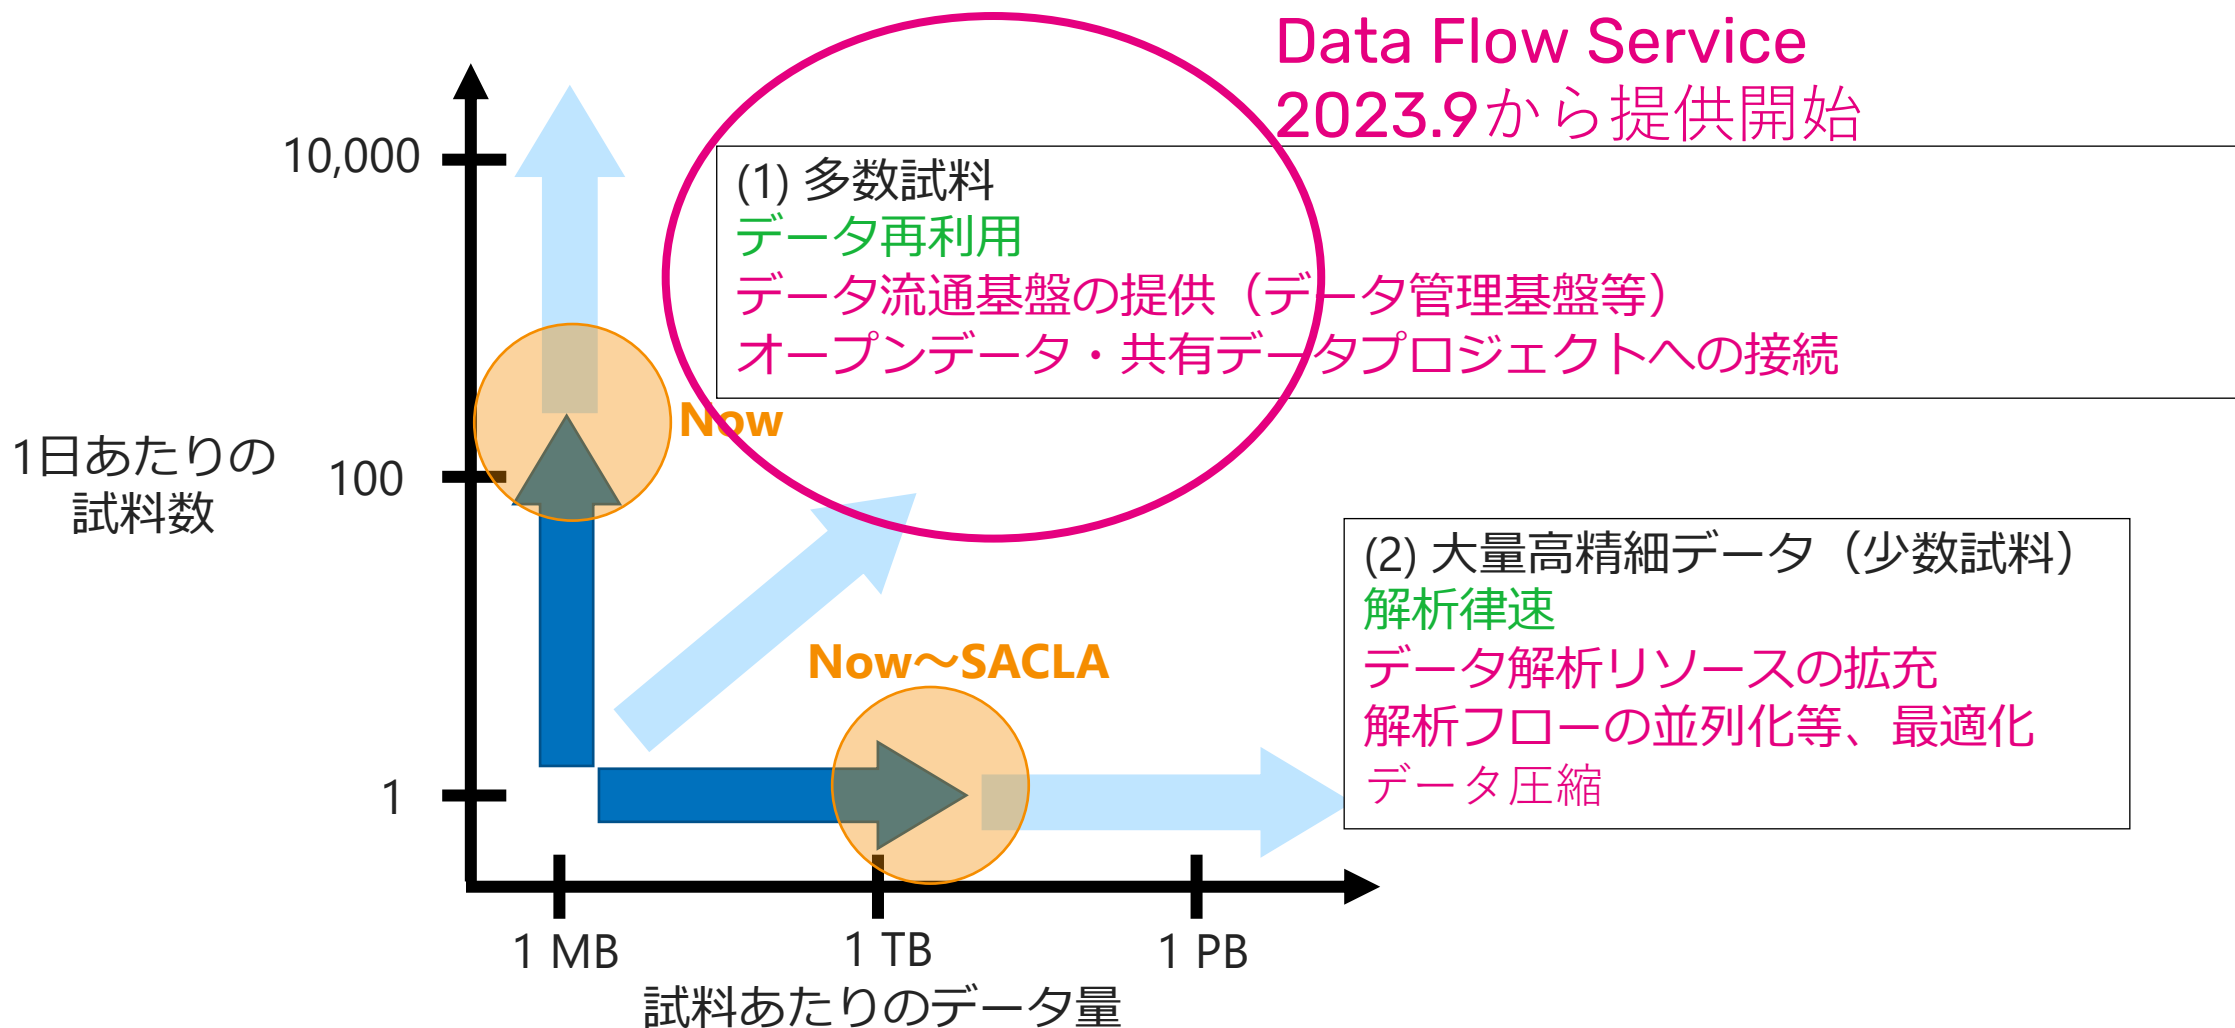 Data Flow Service
2023.9から提供開始
10,000
(1) 多数試料
データ再利用
データ流通基盤の提供（データ管理基盤等）
オープンデータ・共有データプロジェクトへの接続
Now
1日あたりの
試料数
100
(2) 大量高精細データ（少数試料）
解析律速
データ解析リソースの拡充
解析フローの並列化等、最適化
データ圧縮
Now～SACLA
1
1 MB
1 TB
1 PB
試料あたりのデータ量